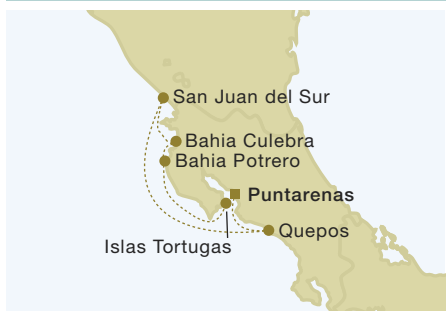 San Juan del Sur
Bahia Culebra
Bahia Potrero
Puntarenas
Quepos
Islas Tortugas